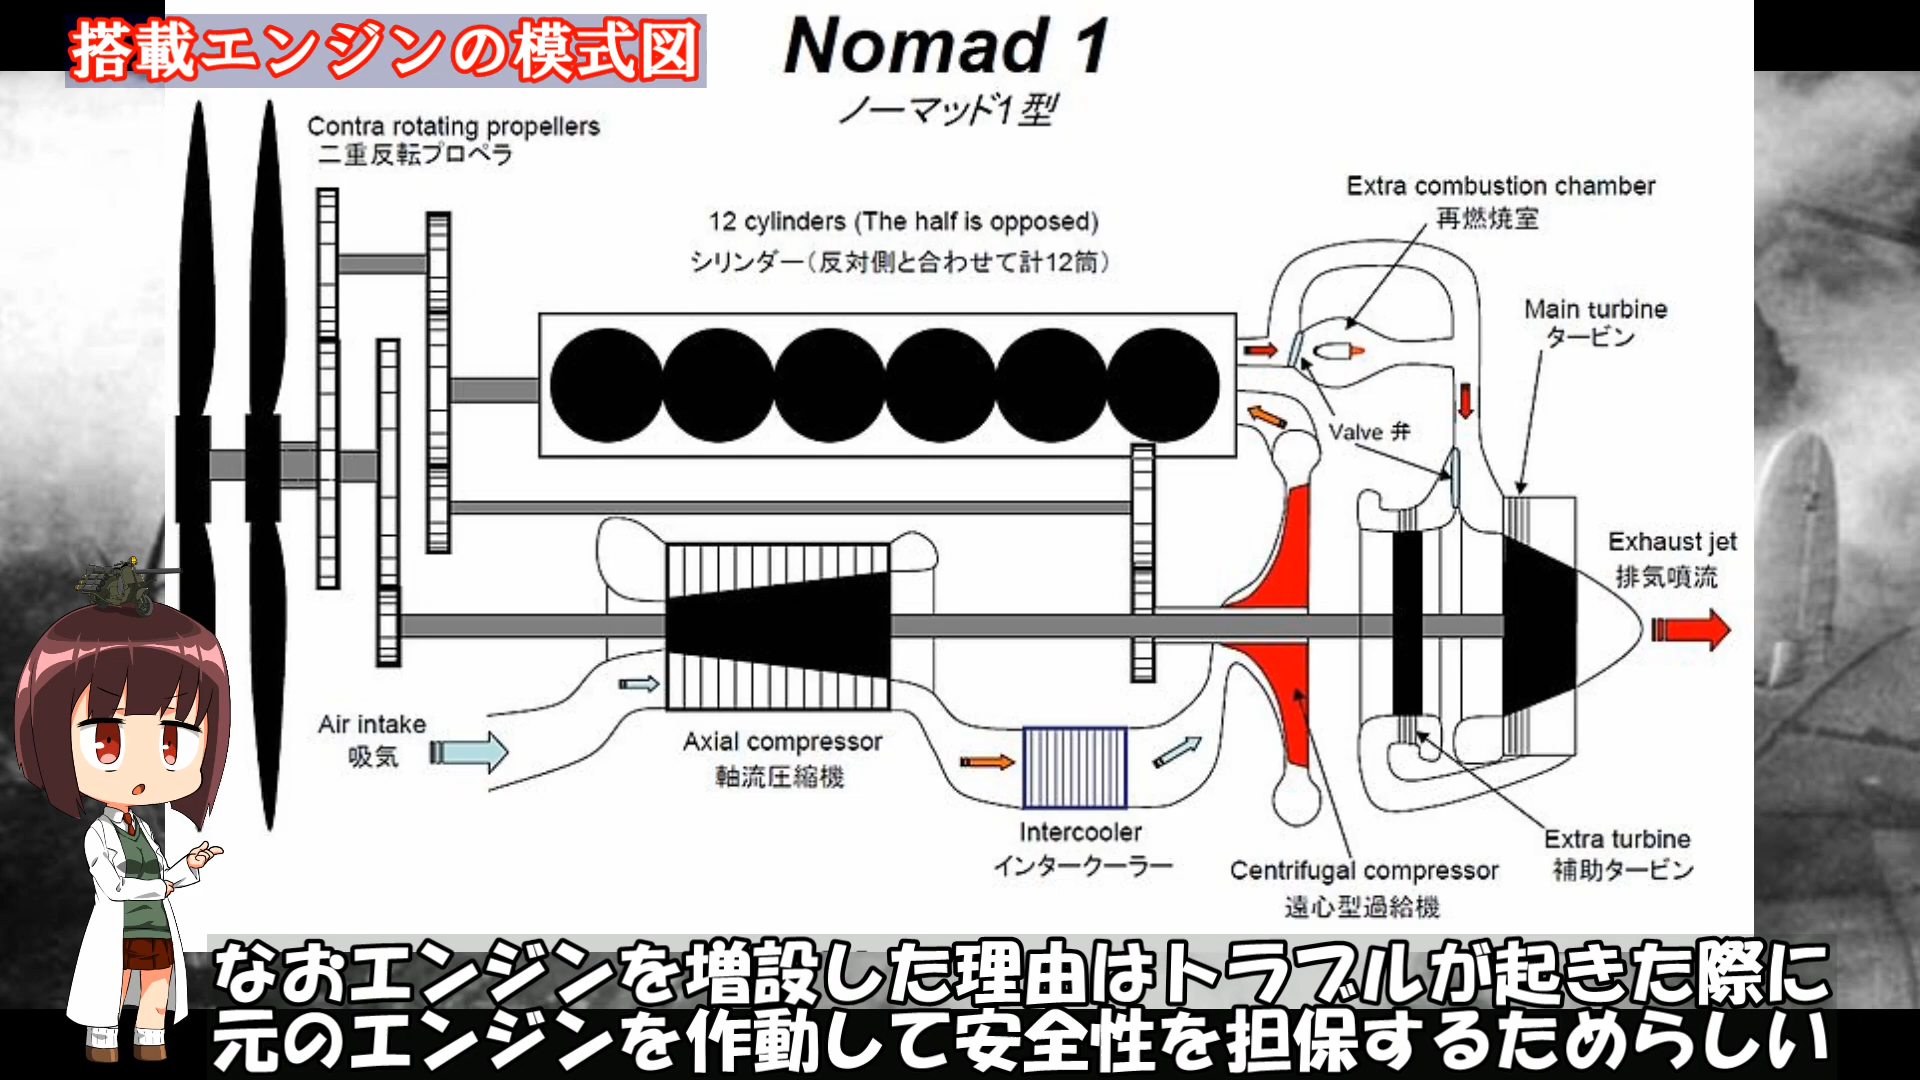 搭載エンジンの模式図
Nomad 1
ノーマッド1型
Contra rotating propellers
二重反転プロペラ
12 cylinders (The half is opposed)
シリンダー（反対側と合わせて計12筒）
Extra combustion chamber
再燃焼室
Main turbine
タービン
Valve 弁
Exhaust jet
排気噴流
Air intake
吸気
Axial compressor
軸流圧縮機
Intercooler
インタークーラー
Centrifugal compressor
遠心型過給機
Extra turbine
補助タービン
なおエンジンを増設した理由はトラブルが起きた際に
元のエンジンを作動して安全性を担保するためらしい